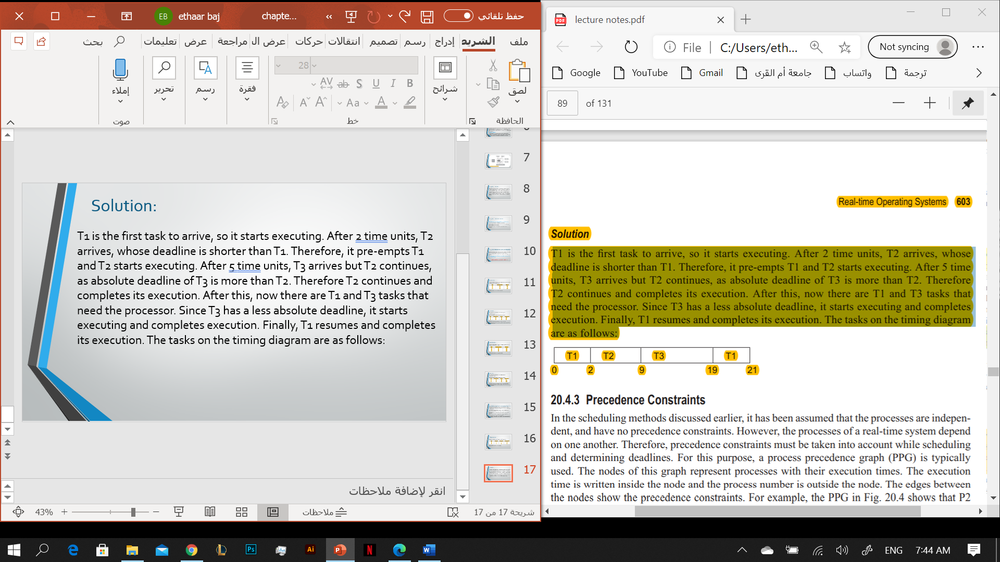 EB
ethaar baj
chapte...
حفظ تلقائي
ملف
الشريط
إدراج
رسم
تصميم
انتقالات
حركات
عرض ال
مراجعة
عرض
تعليمات
بحث
28
AV
ab
S
U
I
B
A
A
A
Aa
A
لصق
شرائح
فقرة
رسم
تحرير
إملاء
الحافظة
خط
صوت
Solution:
T1 is the first task to arrive, so it starts executing. After 2 time units, T2
arrives, whose deadline is shorter than T1. Therefore, it pre-empts T1
and T2 starts executing. After 5 time units, T3 arrives but T2 continues,
as absolute deadline of T3 is more than T2. Therefore T2 continues and
completes its execution. After this, now there are T1 and T3 tasks that
need the processor. Since T3 has a less absolute deadline, it starts
executing and completes execution. Finally, T1 resumes and completes
its execution. The tasks on the timing diagram are as follows:
7
8
9
10
11
12
13
14
15
16
17
انقر لإضافة ملاحظات
43%
ملاحظات
شريحة 17 من 17
PDF
lecture notes.pdf
File
C:/Users/eth...
Not syncing
Google
YouTube
Gmail
جامعة أم القرى
واتساب
ترجمة
89
of 131
Real-time Operating Systems 603
Solution
T1 is the first task to arrive, so it starts executing. After 2 time units, T2 arrives, whose
deadline is shorter than T1. Therefore, it pre-empts T1 and T2 starts executing. After 5 time
units, T3 arrives but T2 continues, as absolute deadline of T3 is more than T2. Therefore
T2 continues and completes its execution. After this, now there are T1 and T3 tasks that
need the processor. Since T3 has a less absolute deadline, it starts executing and completes
execution. Finally, T1 resumes and completes its execution. The tasks on the timing diagram
are as follows:
T1 T2 T3 T1
0 2 9 19 21
20.4.3 Precedence Constraints
In the scheduling methods discussed earlier, it has been assumed that the processes are indepen-
dent, and have no precedence constraints. However, the processes of a real-time system depend
on one another. Therefore, precedence constraints must be taken into account while scheduling
and determining deadlines. For this purpose, a process precedence graph (PPG) is typically
used. The nodes of this graph represent processes with their execution times. The execution
time is written inside the node and the process number is outside the node. The edges between
the nodes show the precedence constraints. For example, the PPG in Fig. 20.4 shows that P2
Ps
Ai
P
N
W
ENG
7:44 AM